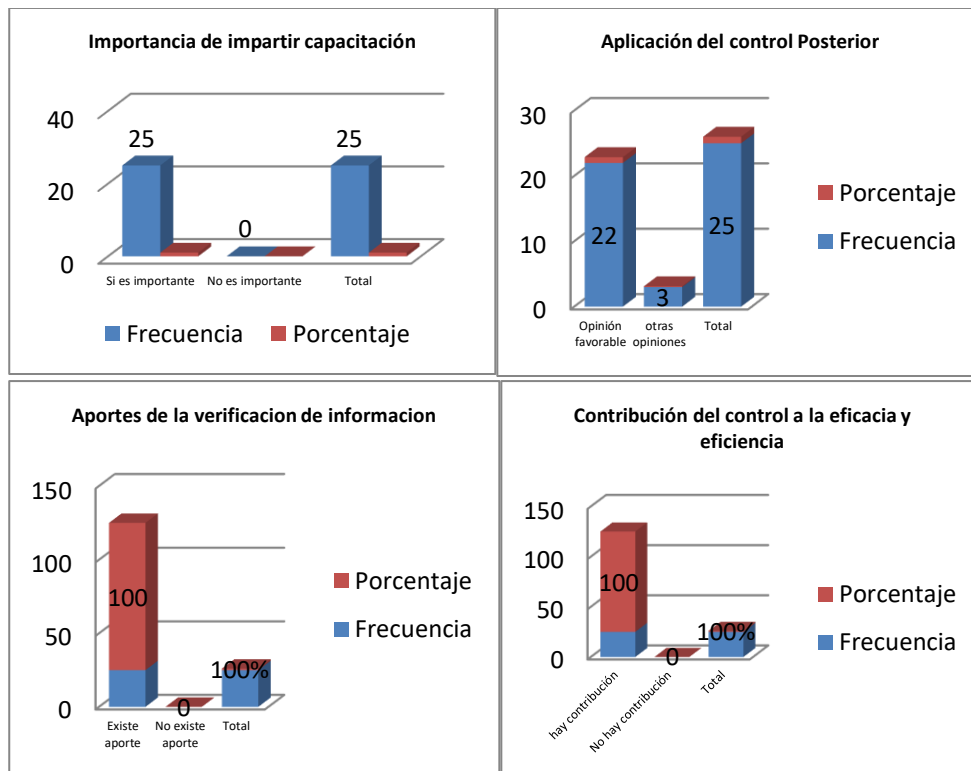 Importancia de impartir capacitación
40
20
0
25
0
25
Si es importante No es importante Total
Frecuencia Porcentaje
Aplicación del control Posterior
30
20
10
0
22
3
25
Opinión favorable
otras opiniones
Total
Porcentaje
Frecuencia
Aportes de la verificacion de informacion
150
100
50
0
100
0
100%
Existe aporte
No existe aporte
Total
Porcentaje
Frecuencia
Contribución del control a la eficacia y
eficiencia
150
100
50
0
100
0
100%
hay contribución
No hay contribución
Total
Porcentaje
Frecuencia